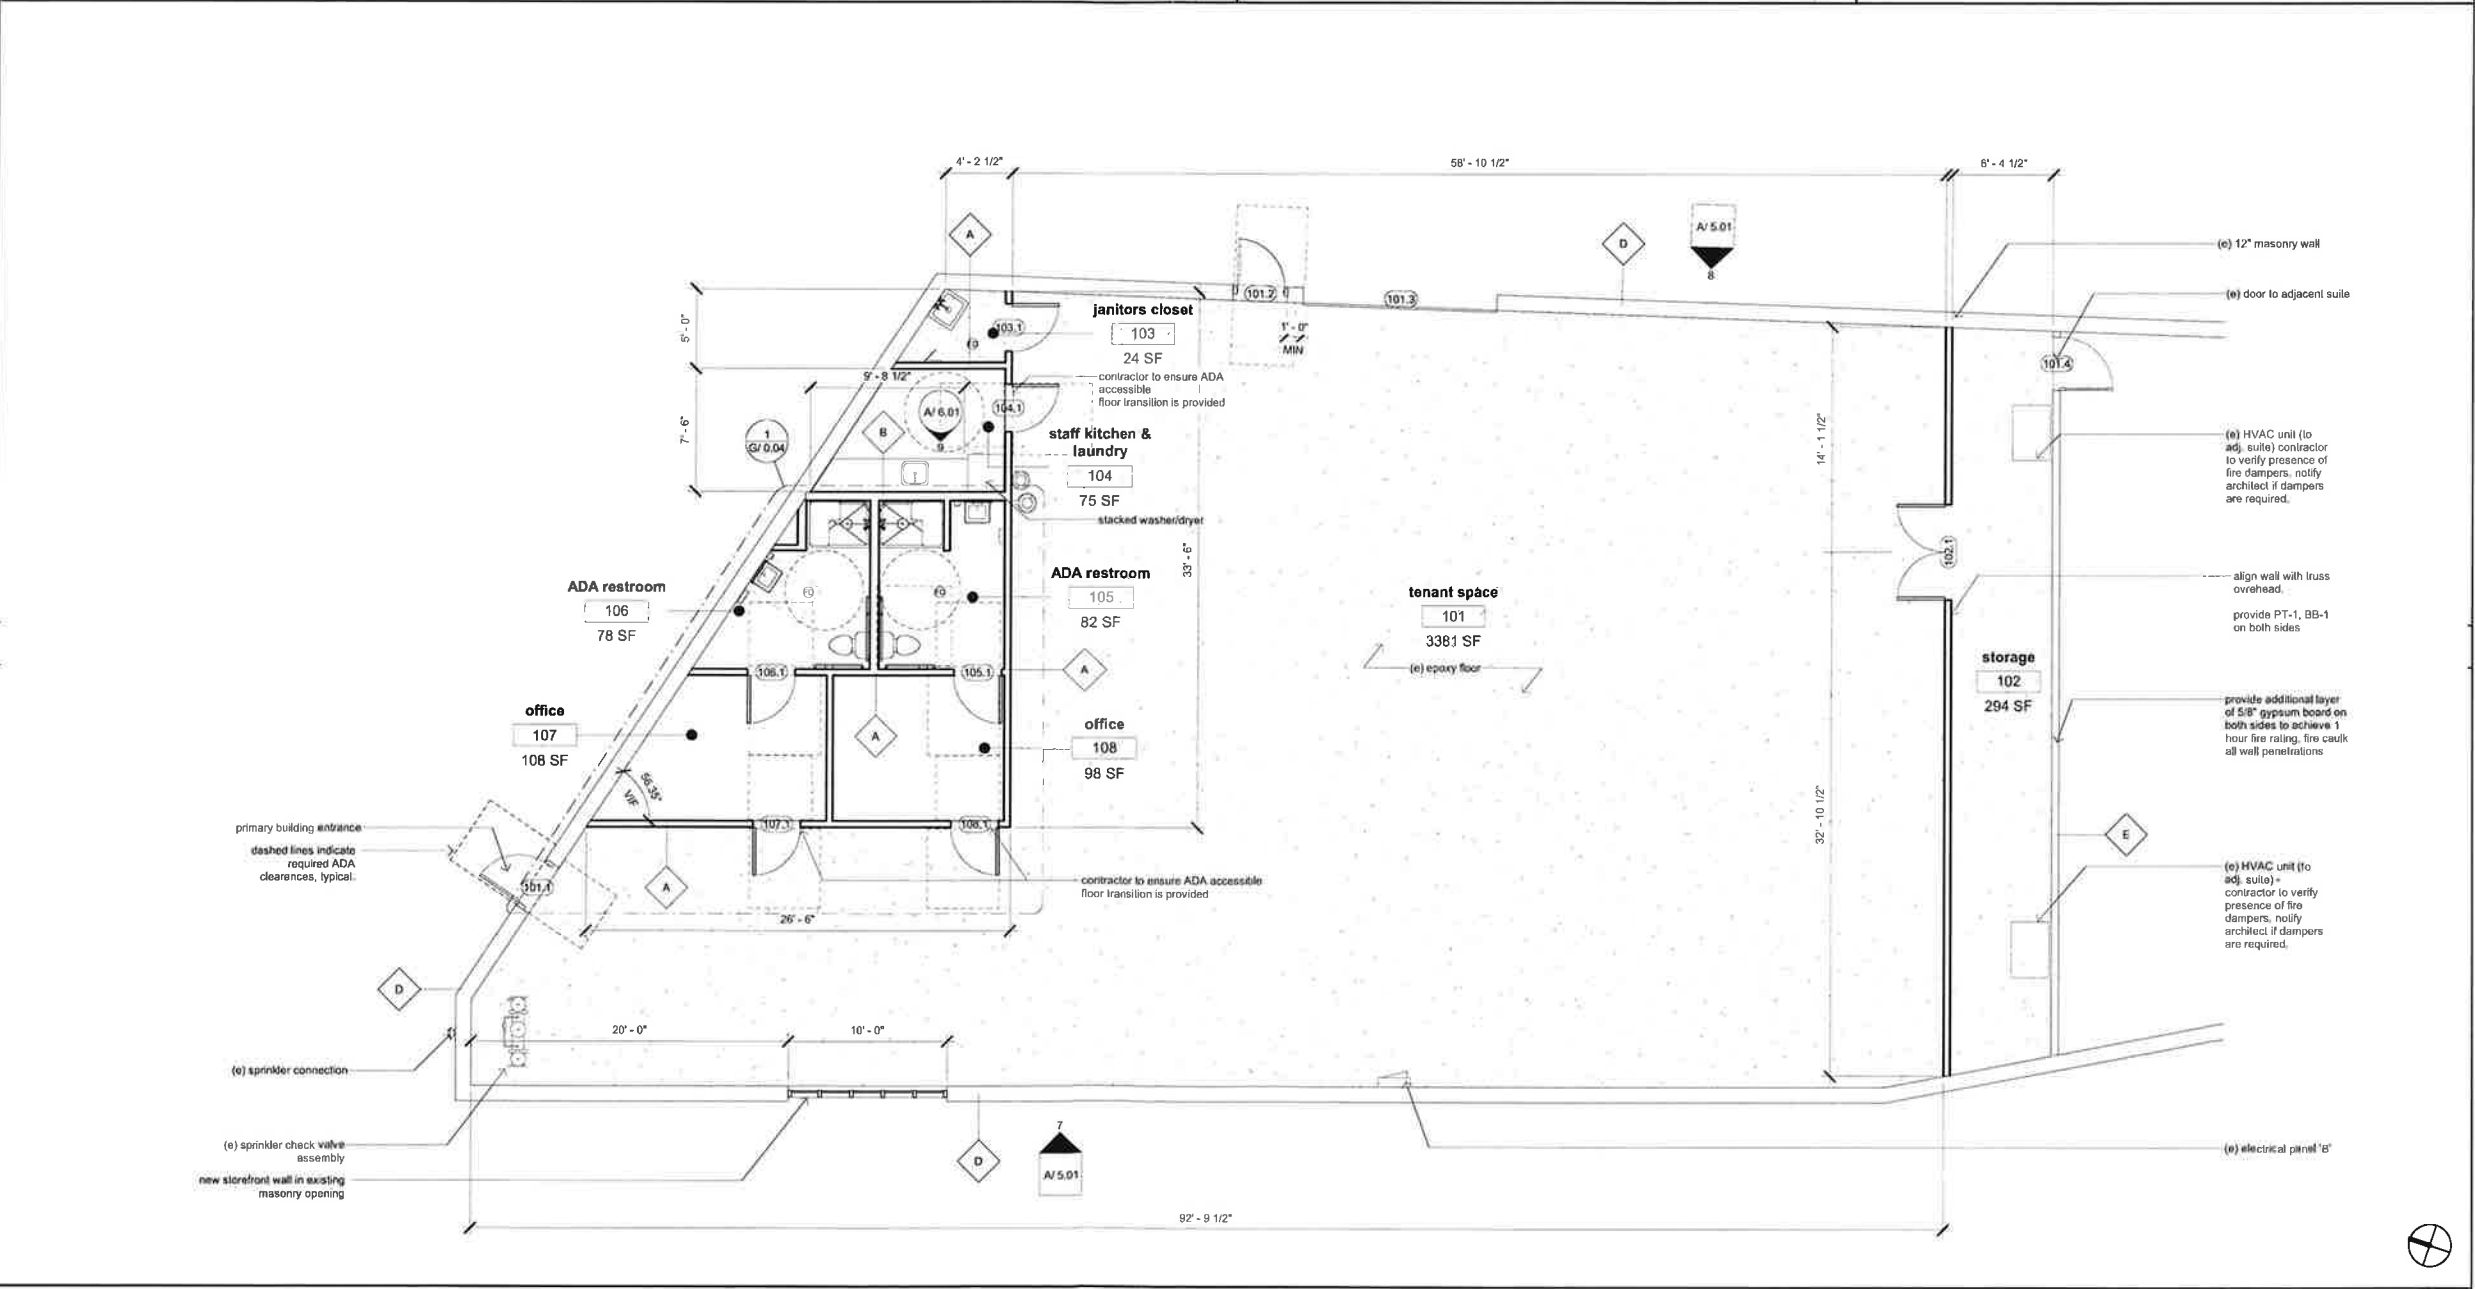 4' - 2 1/2"
58' - 10 1/2"
6' - 4 1/2"
A
D
A/ 5.01
8
(e) 12" masonry wall
(e) door to adjacent suite
101.2
101.3
1' - 0"
MIN
5' - 0"
103.1
FD
janitors closet
103
24 SF
contractor to ensure ADA
accessible
floor transition is provided
9' - 8 1/2"
7' - 6"
A/ 6.01
9
104.1
B
1
G/ 0.04
staff kitchen &
laundry
104
75 SF
stacked washer/dryer
101.4
14' - 1 1/2"
(e) HVAC unit (to
adj. suite) contractor
to verify presence of
fire dampers, notify
architect if dampers
are required.
33' - 6"
102.1
ADA restroom
106
78 SF
FD
FD
ADA restroom
105
82 SF
tenant space
101
3381 SF
(e) epoxy floor
align wall with truss
ovrehead.
provide PT-1, BB-1
on both sides
106.1
105.1
A
storage
102
294 SF
office
107
108 SF
A
office
108
98 SF
provide additional layer
of 5/8" gypsum board on
both sides to achieve 1
hour fire rating, fire caulk
all wall penetrations
56.35°
VIF
32' - 10 1/2"
107.1
108.1
primary building entrance
dashed lines indicate
required ADA
clearances, typical.
101.1
A
contractor to ensure ADA accessible
floor transition is provided
E
26' - 6"
(e) HVAC unit (to
adj. suite) -
contractor to verify
presence of fire
dampers, notify
architect if dampers
are required.
D
20' - 0"
10' - 0"
(e) sprinkler connection
(e) sprinkler check valve
assembly
new storefront wall in existing
masonry opening
D
7
A/ 5.01
(e) electrical panel 'B'
92' - 9 1/2"